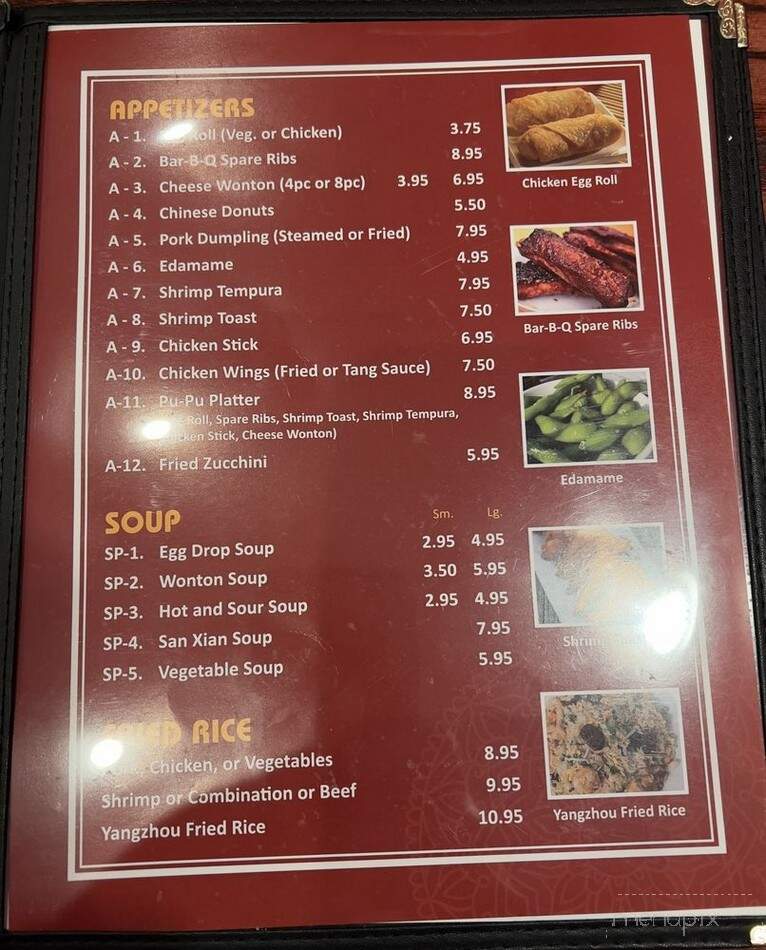 APPETIZERS
A - 1. Roll (Veg. or Chicken) 3.75
A - 2. Bar-B-Q Spare Ribs 8.95
A - 3. Cheese Wonton (4pc or 8pc) 3.95 6.95
A - 4. Chinese Donuts 5.50
A - 5. Pork Dumpling (Steamed or Fried) 7.95
A - 6. Edamame 4.95
A - 7. Shrimp Tempura 7.95
A - 8. Shrimp Toast 7.50
A - 9. Chicken Stick 6.95
A-10. Chicken Wings (Fried or Tang Sauce) 7.50
A-11. Pu-Pu Platter 8.95
Roll, Spare Ribs, Shrimp Toast, Shrimp Tempura,
Chicken Stick, Cheese Wonton)
A-12. Fried Zucchini 5.95
Chicken Egg Roll
Bar-B-Q Spare Ribs
Edamame
SOUP
Sm. Lg.
SP-1. Egg Drop Soup 2.95 4.95
SP-2. Wonton Soup 3.50 5.95
SP-3. Hot and Sour Soup 2.95 4.95
SP-4. San Xian Soup 7.95
SP-5. Vegetable Soup 5.95
Shrimp
FRIED RICE
Chicken, or Vegetables 8.95
Shrimp or Combination or Beef 9.95
Yangzhou Fried Rice 10.95
Yangzhou Fried Rice
menupix